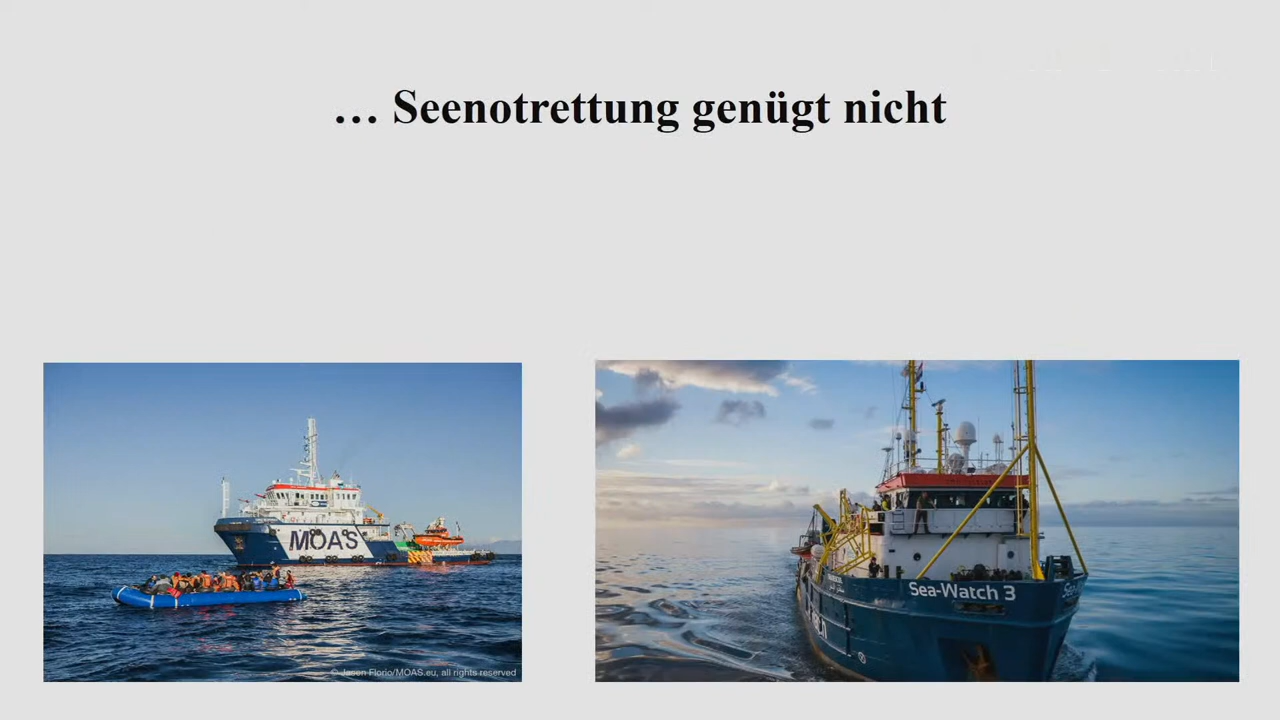 ... Seenotrettung genügt nicht
MOAS
© Jason Florio/MOAS.eu, all rights reserved
Sea-Watch 3